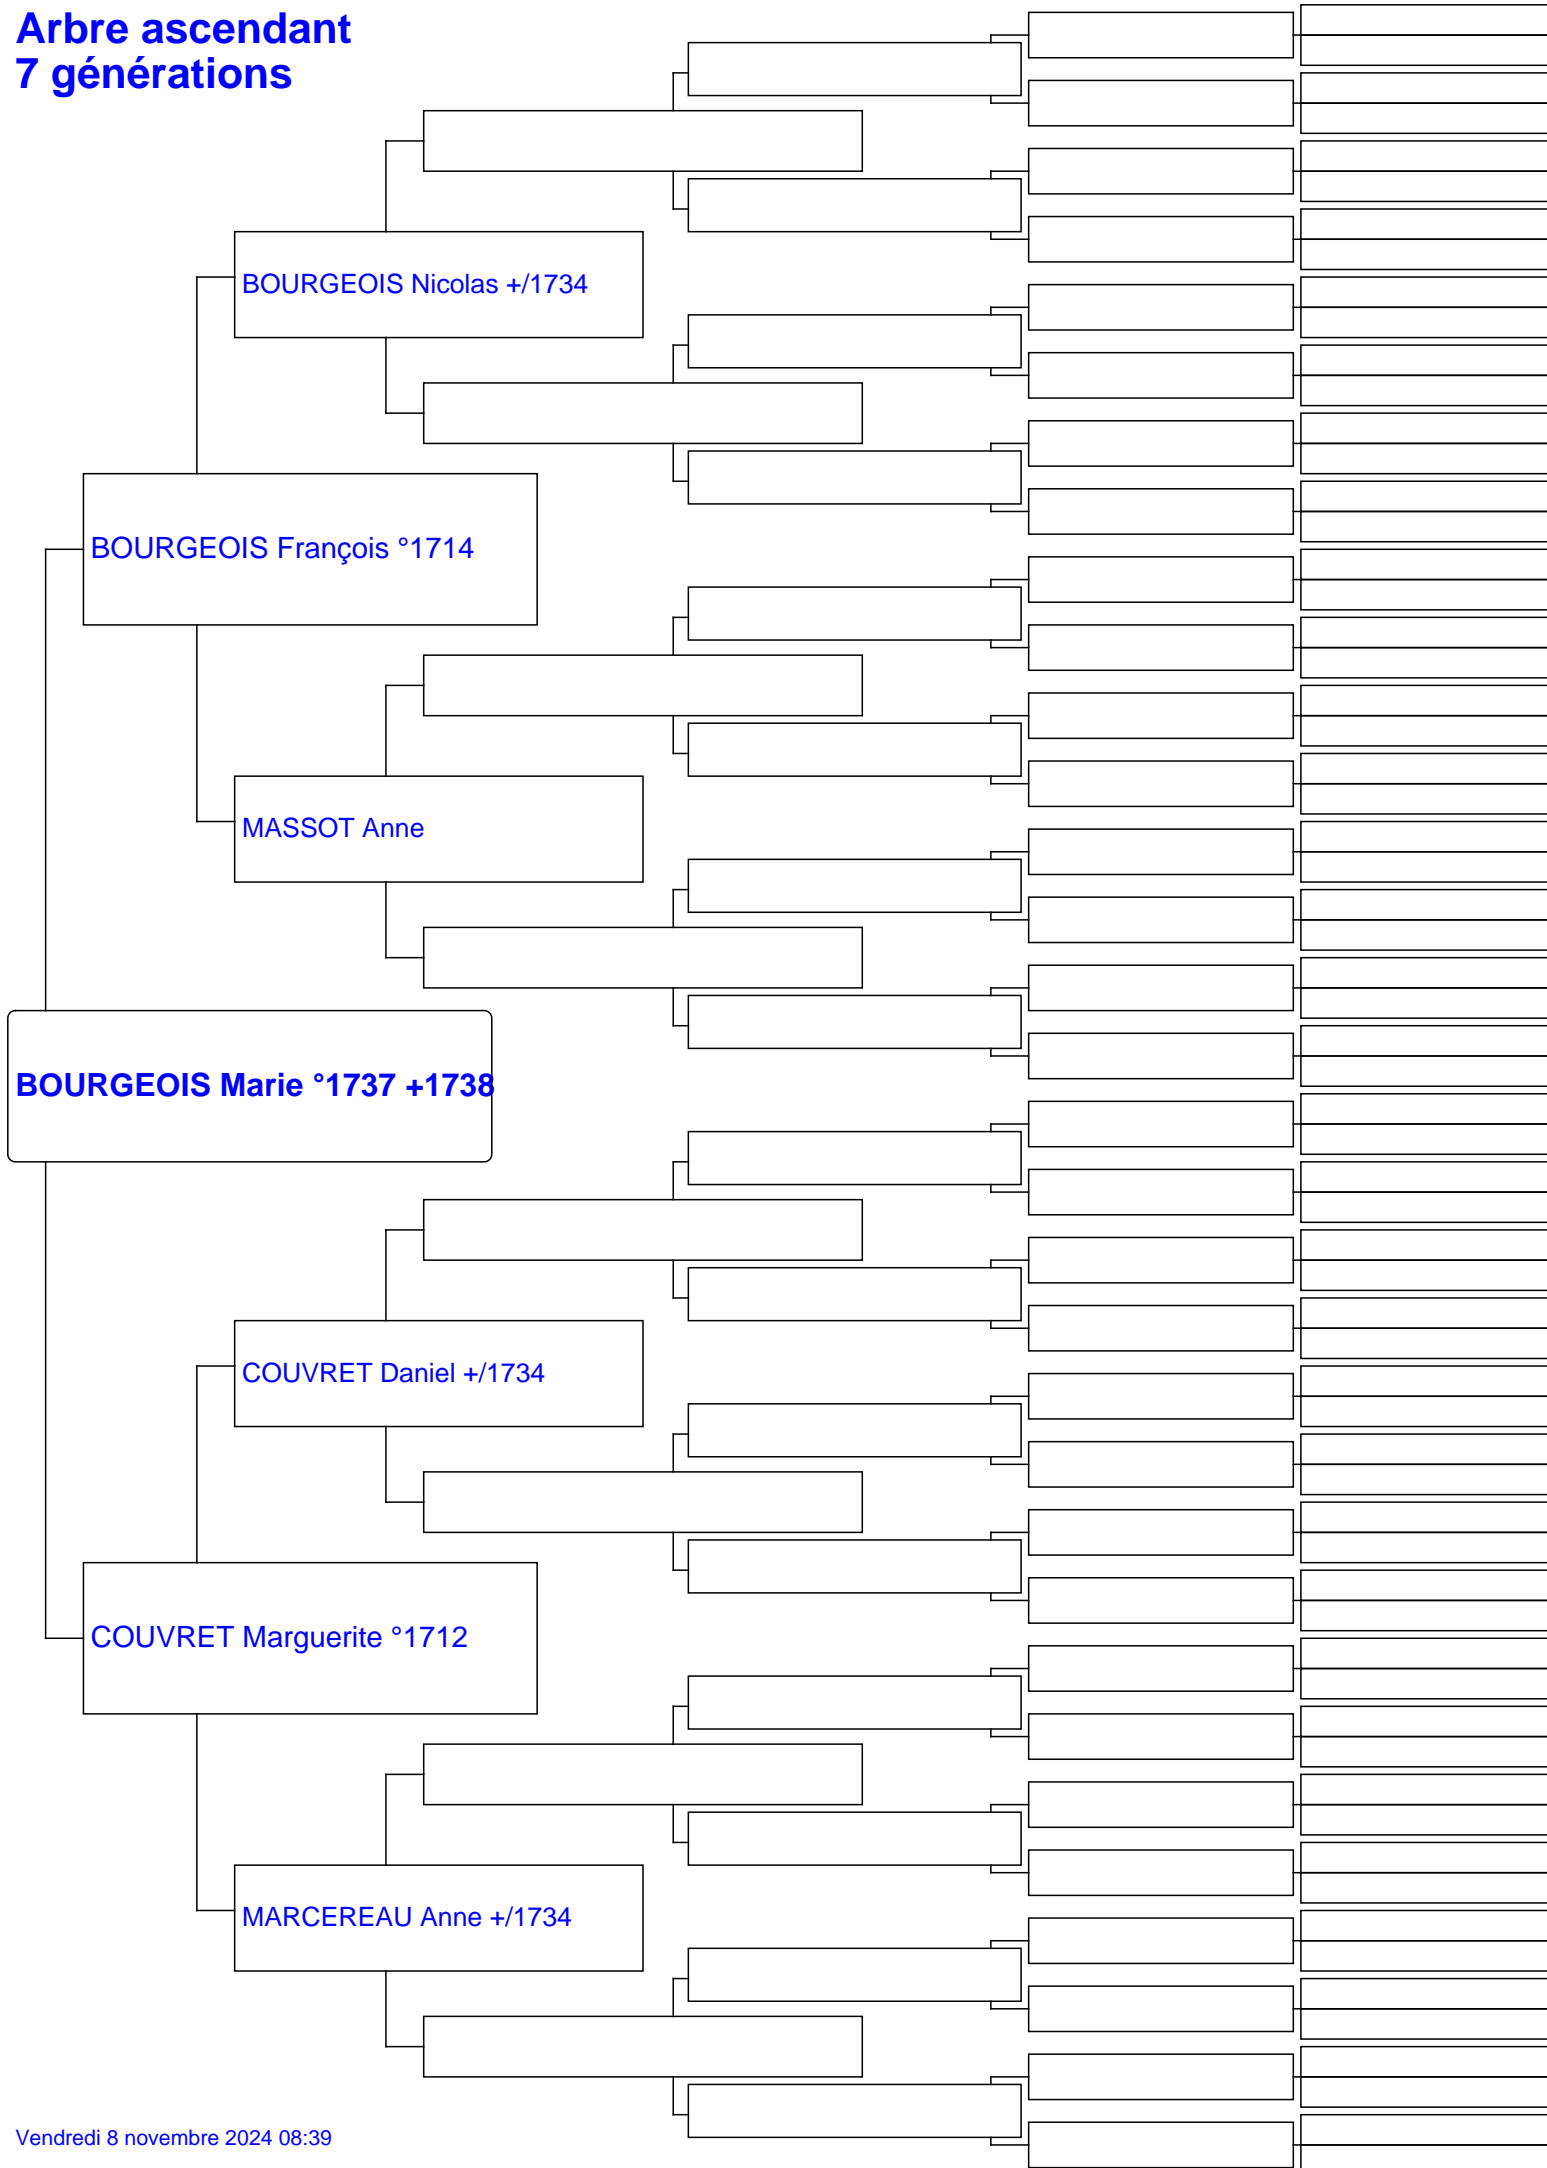 Arbre ascendant
7 générations
BOURGEOIS Nicolas +/1734
BOURGEOIS François °1714
MASSOT Anne
BOURGEOIS Marie °1737 +1738
COUVRET Daniel +/1734
COUVRET Marguerite °1712
MARCEREAU Anne +/1734
Vendredi 8 novembre 2024 08:39